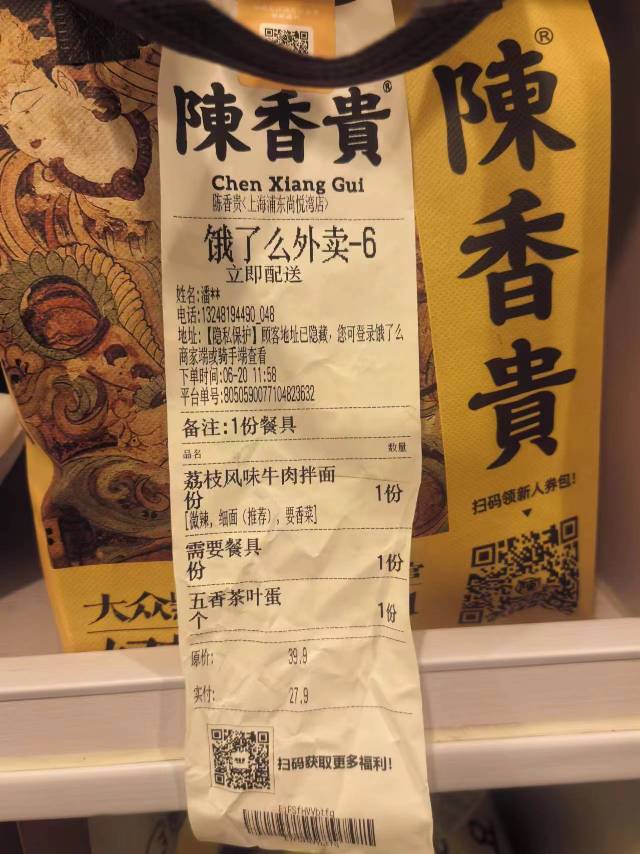 陳香貴®
Chen Xiang Gui
陈香贵<上海浦东尚悦湾店>
饿了么外卖-6
立即配送
姓名:潘**
电话:13248194490_048
地址:【隐私保护】顾客地址已隐藏,您可登录饿了么
商家端或骑手端查看
下单时间:06-20 11:58
平台单号:8050590077104823632
备注:1份餐具
品名 数量
荔枝风味牛肉拌面
份 1份
[微辣,细面(推荐),要香菜]
需要餐具
份 1份
五香茶叶蛋
个 1份
原价: 39.9
实付: 27.9
扫码获取更多福利!
陳香貴®
扫码领新人券包!
大众